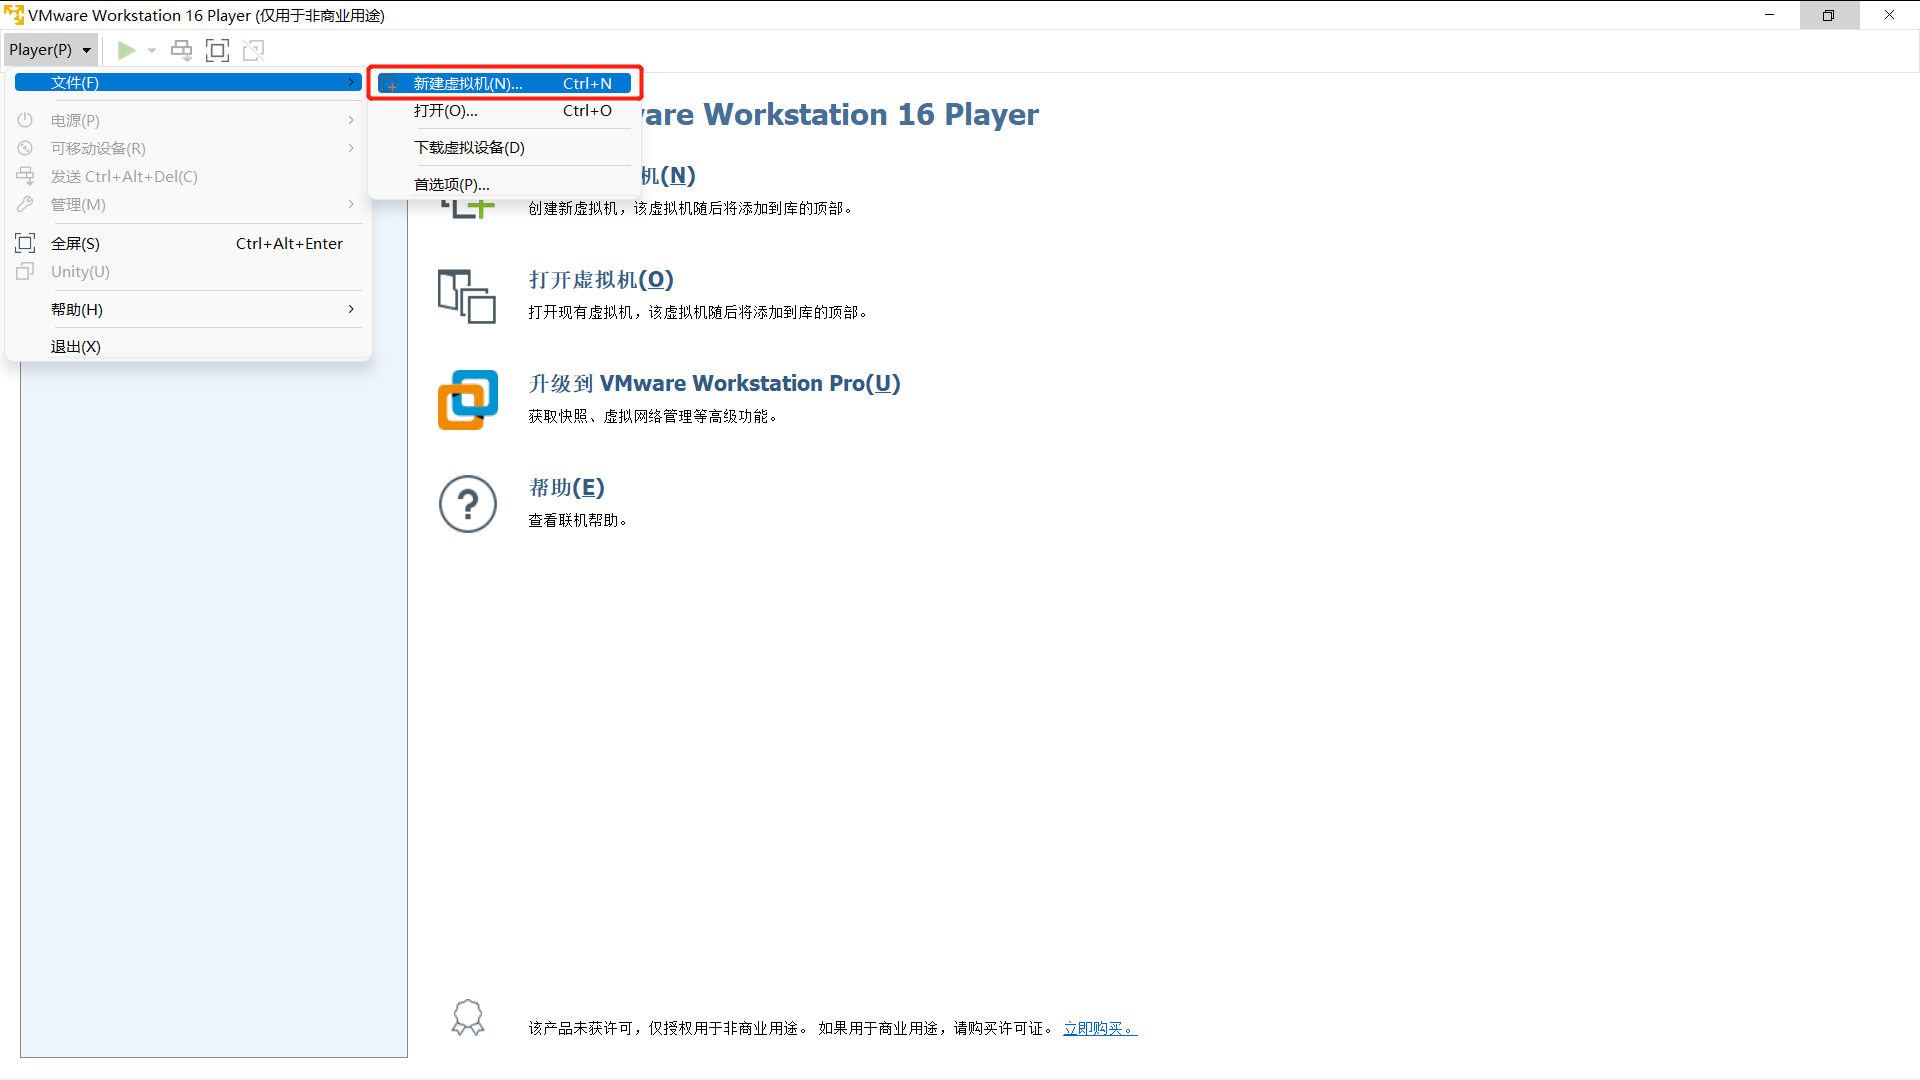 VMware Workstation 16 Player (仅用于非商业用途)
Player(P)
文件(F)
电源(P)
可移动设备(R)
发送 Ctrl+Alt+Del(C)
管理(M)
全屏(S) Ctrl+Alt+Enter
Unity(U)
帮助(H)
退出(X)
新建虚拟机(N)... Ctrl+N
打开(O)... Ctrl+O
下载虚拟设备(D)
首选项(P)...
are Workstation 16 Player
机(N)
创建新虚拟机，该虚拟机随后将添加到库的顶部。
打开虚拟机(O)
打开现有虚拟机，该虚拟机随后将添加到库的顶部。
升级到 VMware Workstation Pro(U)
获取快照、虚拟网络管理等高级功能。
帮助(E)
查看联机帮助。
该产品未获许可，仅授权用于非商业用途。 如果用于商业用途，请购买许可证。 立即购买。